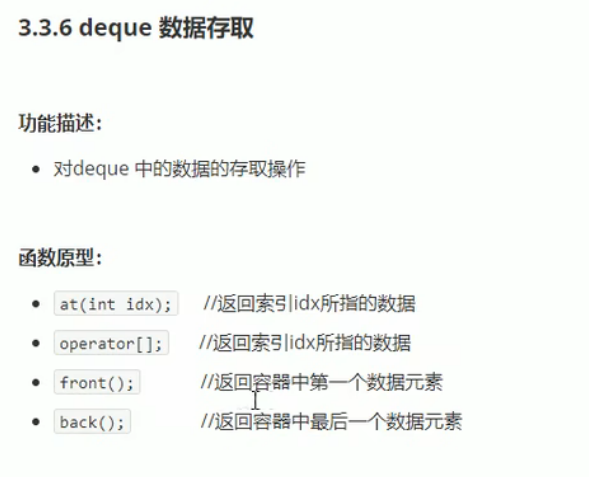 3.3.6 deque 数据存取
功能描述：
对deque 中的数据的存取操作
函数原型：
at(int idx); //返回索引idx所指的数据
operator[]; //返回索引idx所指的数据
front(); //返回容器中第一个数据元素
back(); //返回容器中最后一个数据元素